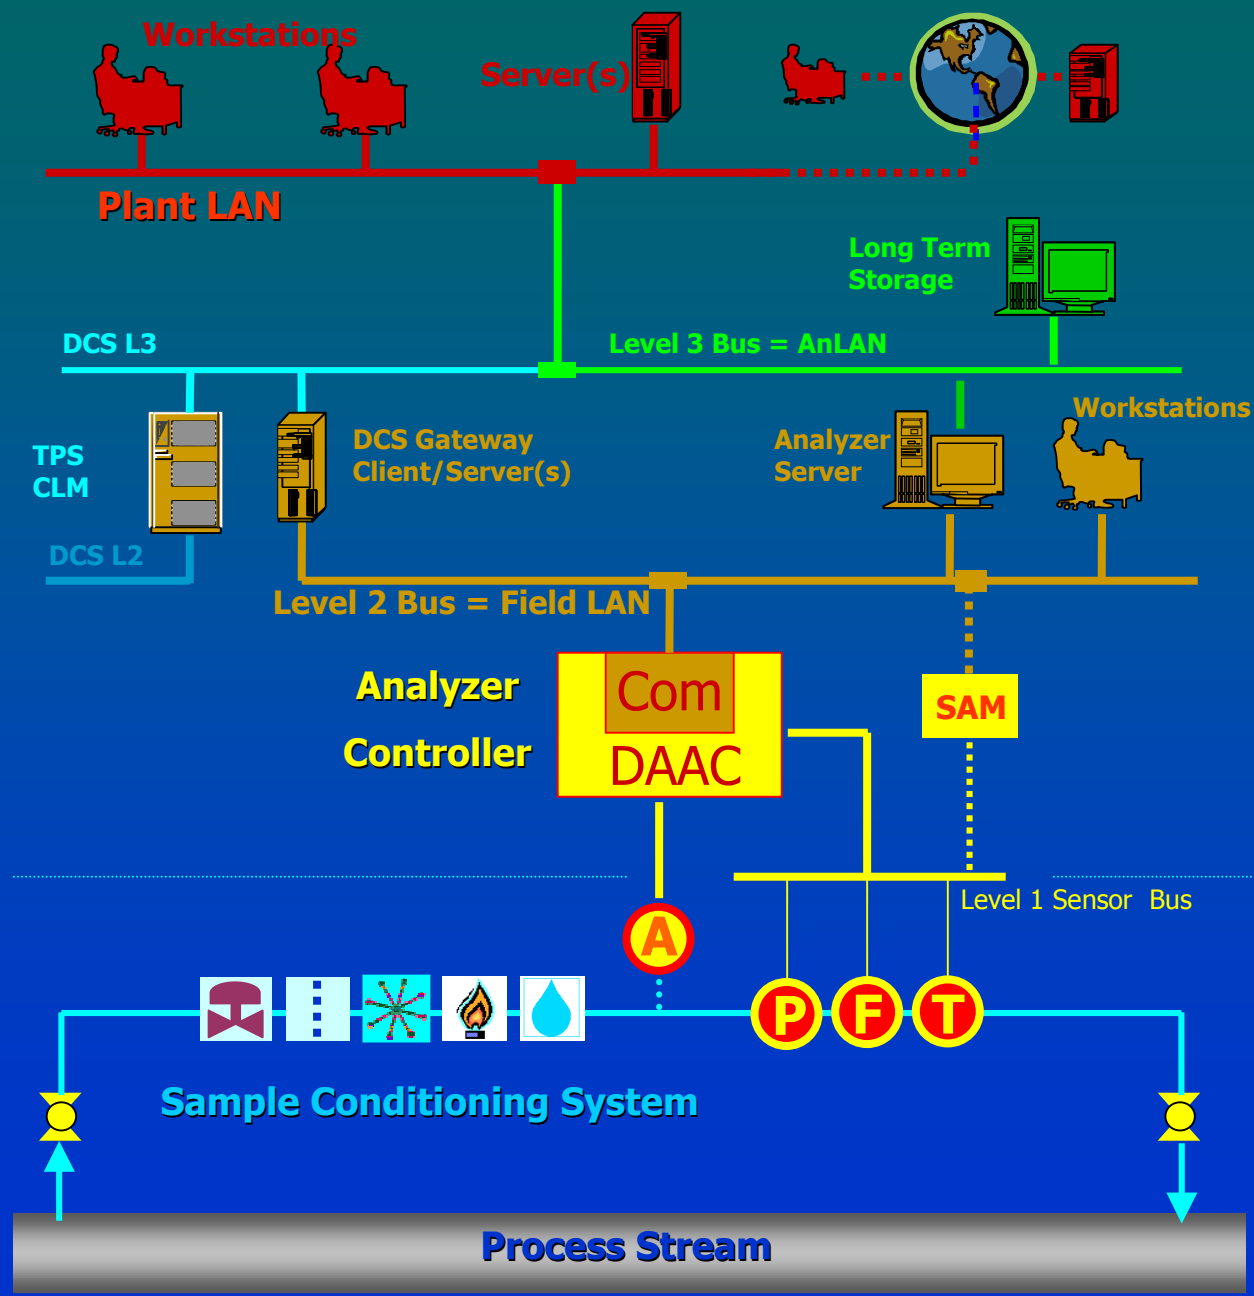 Workstations
Server(s)
Plant LAN
Long Term
Storage
DCS L3
Level 3 Bus = AnLAN
Workstations
DCS Gateway
Client/Server(s)
Analyzer
Server
TPS
CLM
DCS L2
Level 2 Bus = Field LAN
Analyzer
Controller
Com
DAAC
SAM
Level 1 Sensor Bus
A
P
F
T
Sample Conditioning System
Process Stream